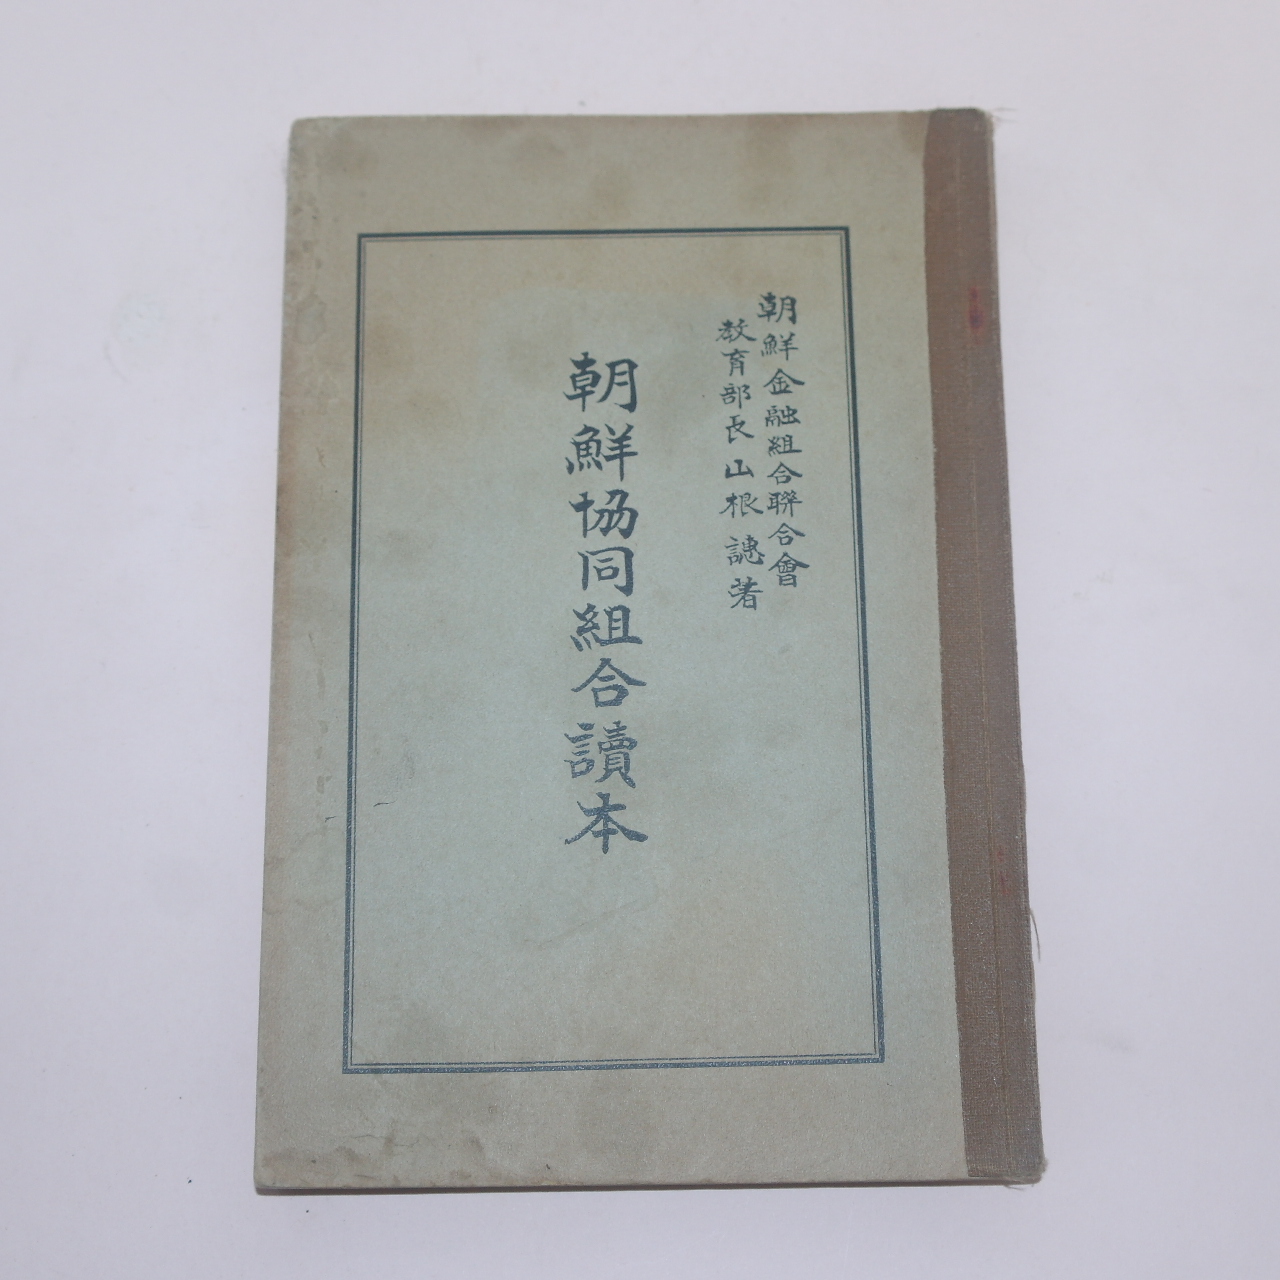 朝鮮金融組合聯合會
教育部長山根譓著
朝鮮協同組合讀本